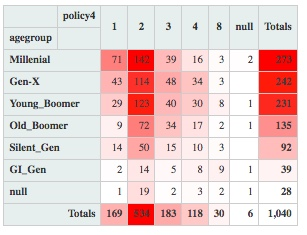 policy4 1 2 3 4 8 null Totals
agegroup
Millenial 71 142 39 16 3 2 273
Gen-X 43 114 48 34 3 242
Young_Boomer 29 123 40 30 8 1 231
Old_Boomer 9 72 34 17 2 1 135
Silent_Gen 14 50 15 10 3 92
GI_Gen 2 14 5 8 9 1 39
null 1 19 2 3 2 1 28
Totals 169 534 183 118 30 6 1,040